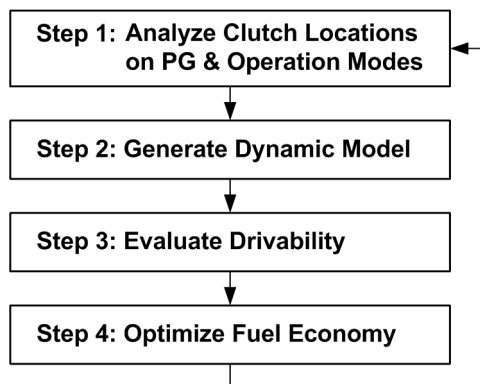 Step 1: Analyze Clutch Locations
on PG & Operation Modes
Step 2: Generate Dynamic Model
Step 3: Evaluate Drivability
Step 4: Optimize Fuel Economy